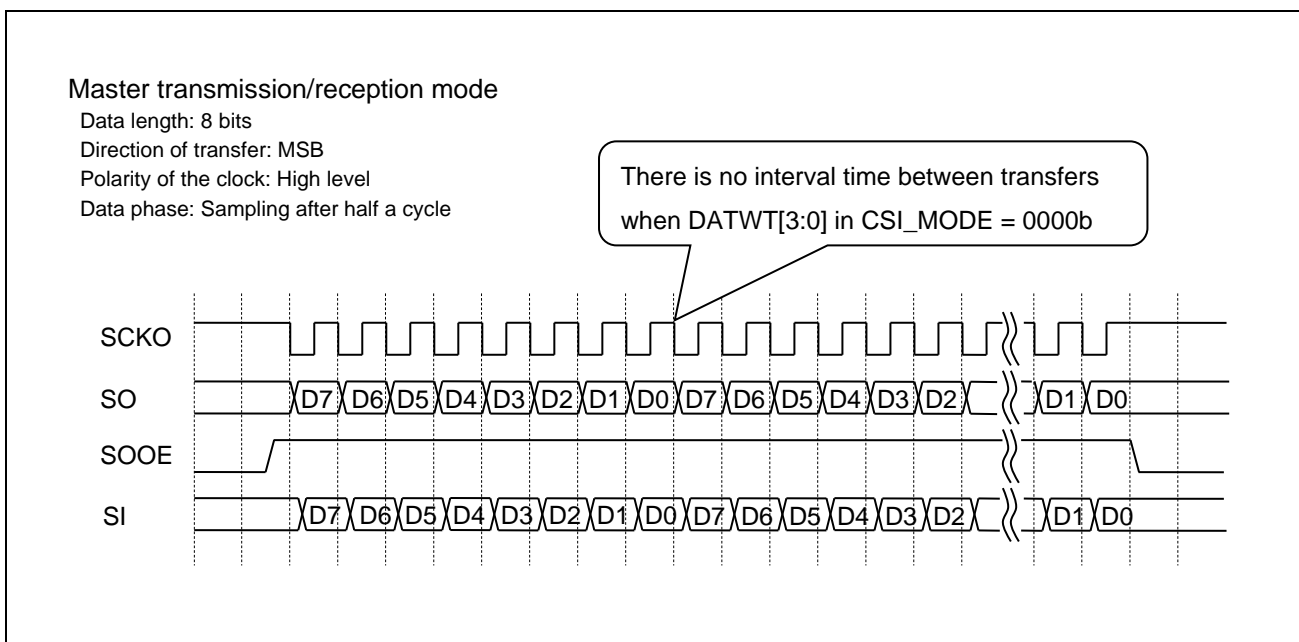 Master transmission/reception mode
Data length: 8 bits
Direction of transfer: MSB
Polarity of the clock: High level
Data phase: Sampling after half a cycle
There is no interval time between transfers
when DATWT[3:0] in CSI_MODE = 0000b
SCKO
SO D7 D6 D5 D4 D3 D2 D1 D0 D7 D6 D5 D4 D3 D2 D1 D0
SOOE
SI D7 D6 D5 D4 D3 D2 D1 D0 D7 D6 D5 D4 D3 D2 D1 D0